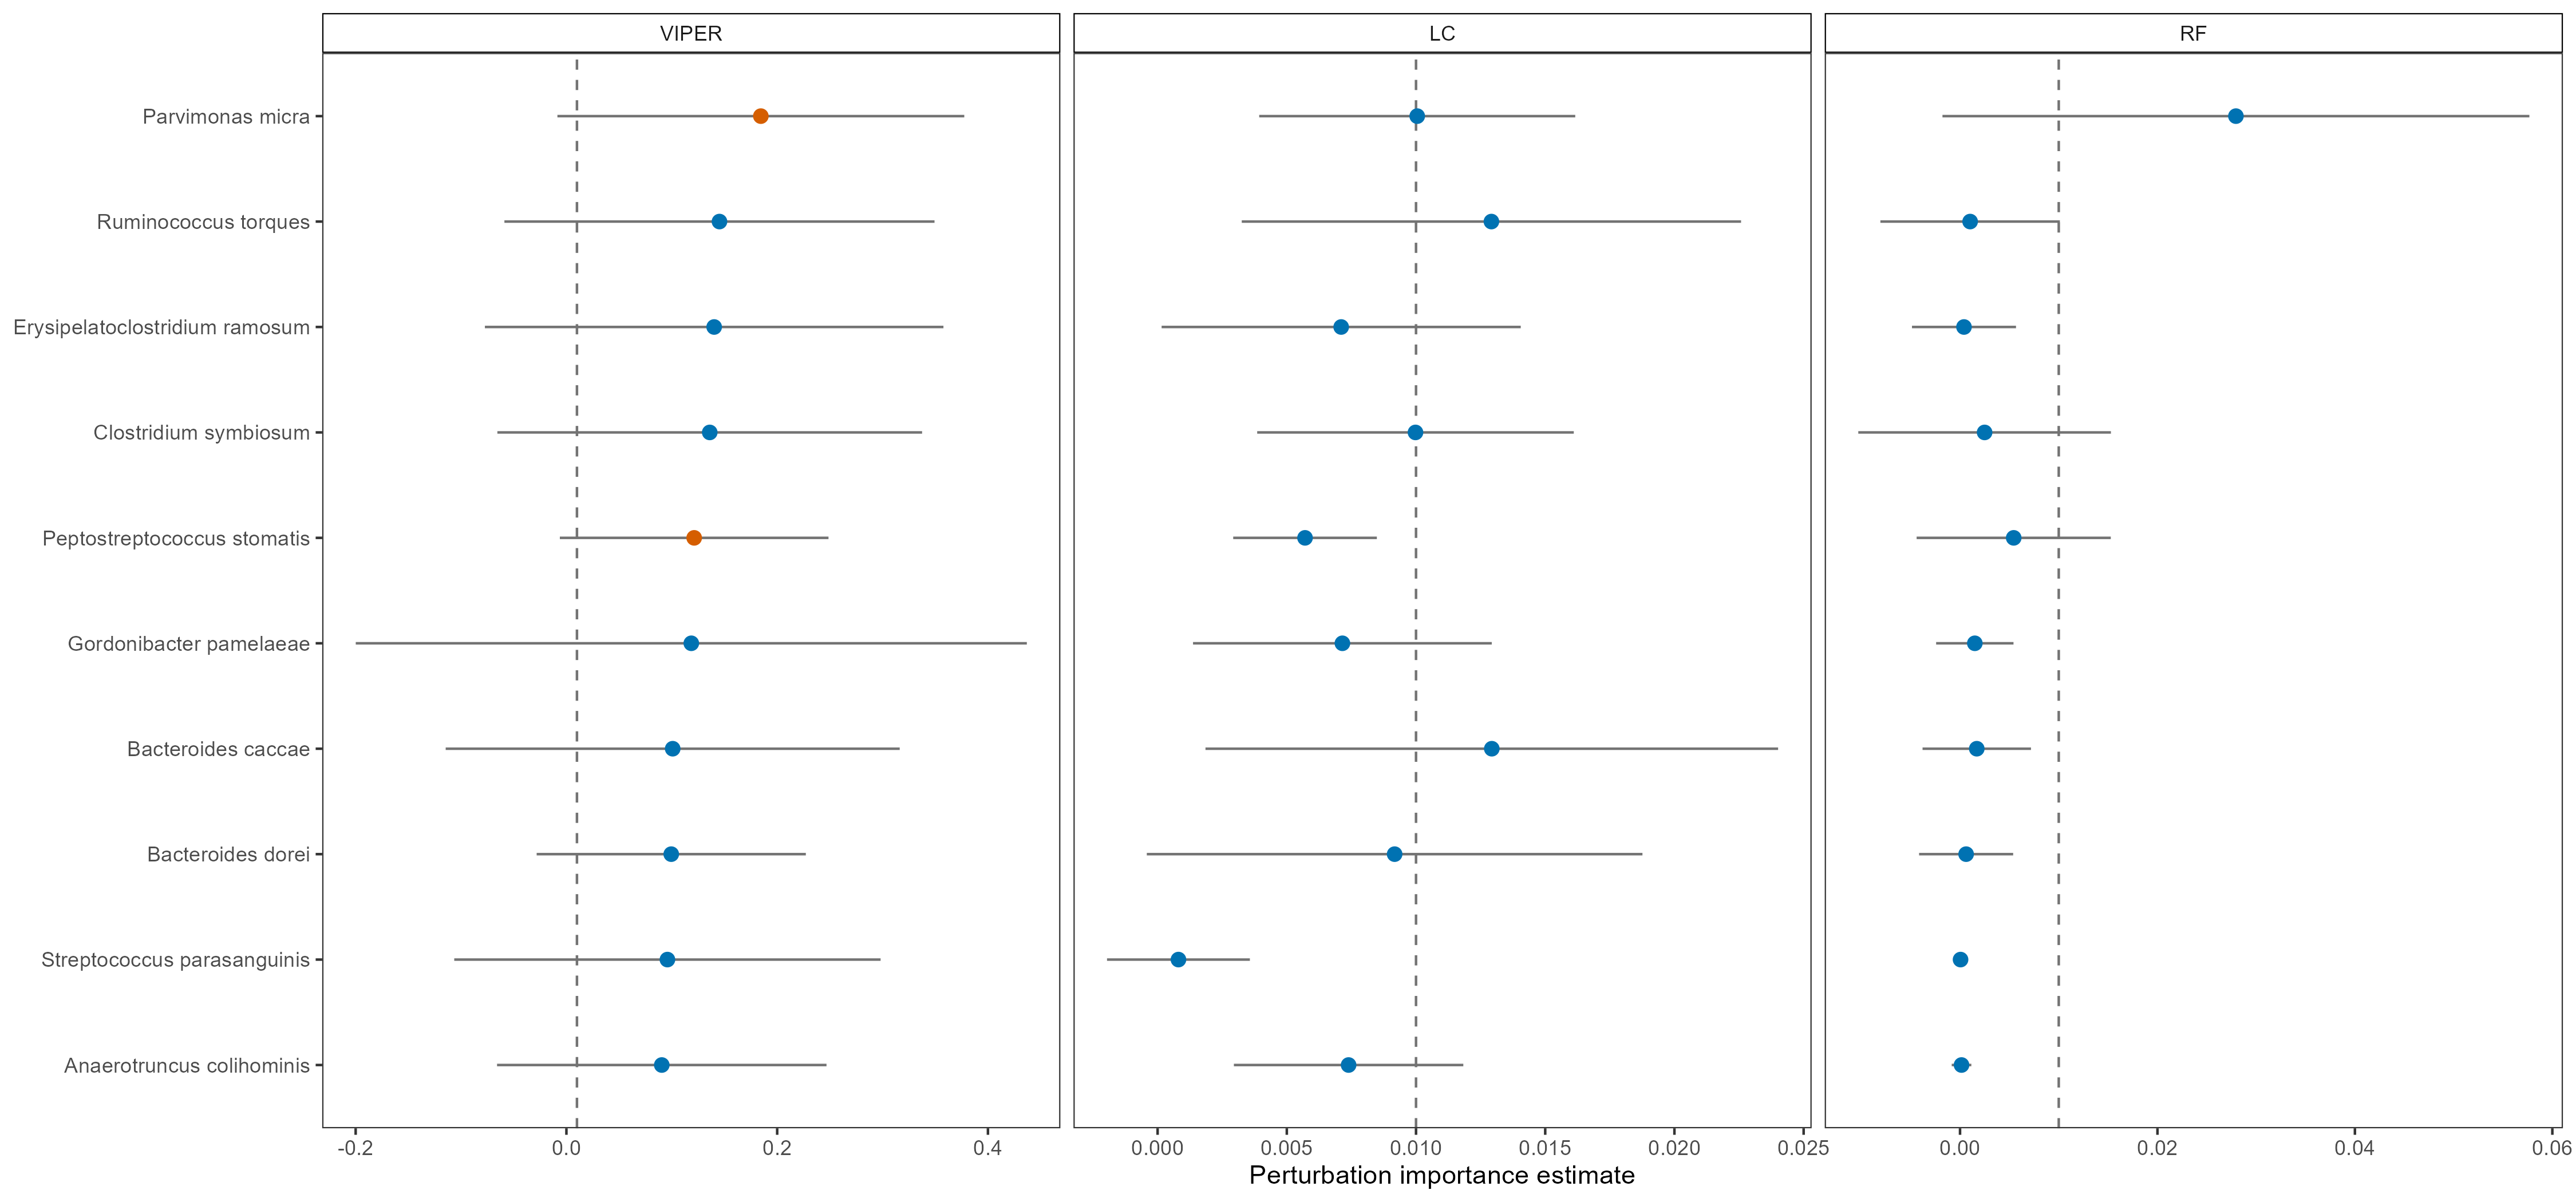 VIPER LC RF
Parvimonas micra
Ruminococcus torques
Erysipelatoclostridium ramosum
Clostridium symbiosum
Peptostreptococcus stomatis
Gordonibacter pamelaeae
Bacteroides caccae
Bacteroides dorei
Streptococcus parasanguinis
Anaerotruncus colihominis
-0.2 0.0 0.2 0.4 0.000 0.005 0.010 0.015 0.020 0.025 0.00 0.02 0.04 0.06
Perturbation importance estimate